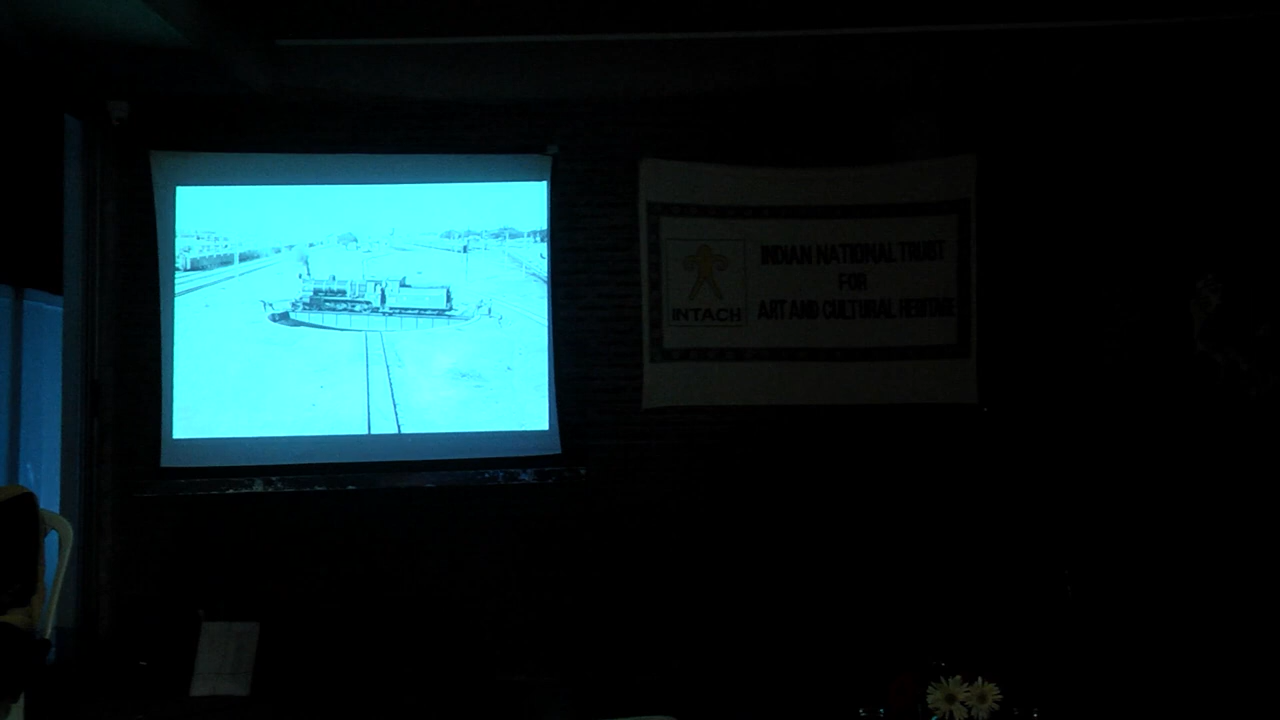 INTACH
INDIAN NATIONAL TRUST
FOR
ART AND CULTURAL HERITAGE